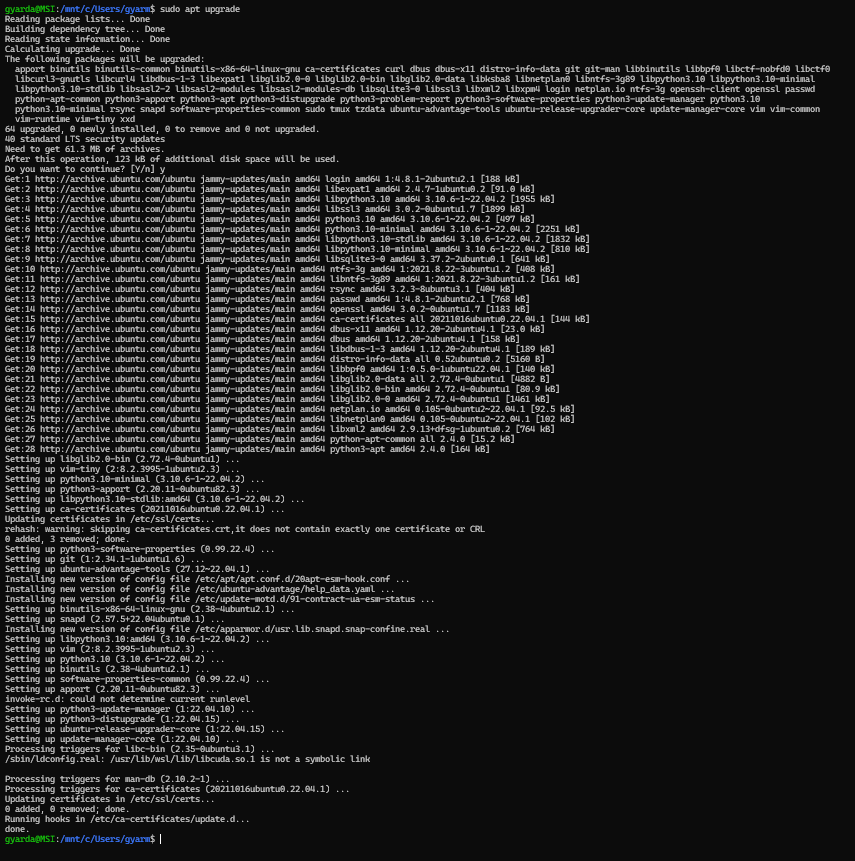 gyarda@MSI:/mnt/c/Users/gyarm$ sudo apt upgrade
Reading package lists... Done
Building dependency tree... Done
Reading state information... Done
Calculating upgrade... Done
The following packages will be upgraded:
  apport binutils binutils-common binutils-x86-64-linux-gnu ca-certificates curl dbus dbus-x11 distro-info-data git git-man libbinutils libbpf0 libctf-nobfd0 libctf0
  libcurl3-gnutls libcurl4 libdbus-1-3 libexpat1 libglib2.0-0 libglib2.0-bin libglib2.0-data libksba8 libnetplan0 libntfs-3g89 libpython3.10 libpython3.10-minimal
  libpython3.10-stdlib libsasl2-2 libsasl2-modules libsasl2-modules-db libsqlite3-0 libssl3 libxml2 libxpm4 login netplan.io ntfs-3g openssh-client openssl passwd
  python-apt-common python3-apport python3-apt python3-distupgrade python3-problem-report python3-software-properties python3-update-manager python3.10
  python3.10-minimal rsync snapd software-properties-common sudo tmux tzdata ubuntu-advantage-tools ubuntu-release-upgrader-core update-manager-core vim vim-common
  vim-runtime vim-tiny xxd
64 upgraded, 0 newly installed, 0 to remove and 0 not upgraded.
40 standard LTS security updates
Need to get 61.3 MB of archives.
After this operation, 123 kB of additional disk space will be used.
Do you want to continue? [Y/n] y
Get:1 http://archive.ubuntu.com/ubuntu jammy-updates/main amd64 login amd64 1:4.8.1-2ubuntu2.1 [188 kB]
Get:2 http://archive.ubuntu.com/ubuntu jammy-updates/main amd64 libexpat1 amd64 2.4.7-1ubuntu0.2 [91.0 kB]
Get:3 http://archive.ubuntu.com/ubuntu jammy-updates/main amd64 libpython3.10 amd64 3.10.6-1~22.04.2 [1955 kB]
Get:4 http://archive.ubuntu.com/ubuntu jammy-updates/main amd64 libssl3 amd64 3.0.2-0ubuntu1.7 [1899 kB]
Get:5 http://archive.ubuntu.com/ubuntu jammy-updates/main amd64 python3.10 amd64 3.10.6-1~22.04.2 [497 kB]
Get:6 http://archive.ubuntu.com/ubuntu jammy-updates/main amd64 python3.10-minimal amd64 3.10.6-1~22.04.2 [2251 kB]
Get:7 http://archive.ubuntu.com/ubuntu jammy-updates/main amd64 libpython3.10-stdlib amd64 3.10.6-1~22.04.2 [1832 kB]
Get:8 http://archive.ubuntu.com/ubuntu jammy-updates/main amd64 libpython3.10-minimal amd64 3.10.6-1~22.04.2 [810 kB]
Get:9 http://archive.ubuntu.com/ubuntu jammy-updates/main amd64 libsqlite3-0 amd64 3.37.2-2ubuntu0.1 [641 kB]
Get:10 http://archive.ubuntu.com/ubuntu jammy-updates/main amd64 ntfs-3g amd64 1:2021.8.22-3ubuntu1.2 [408 kB]
Get:11 http://archive.ubuntu.com/ubuntu jammy-updates/main amd64 libntfs-3g89 amd64 1:2021.8.22-3ubuntu1.2 [161 kB]
Get:12 http://archive.ubuntu.com/ubuntu jammy-updates/main amd64 rsync amd64 3.2.3-8ubuntu3.1 [404 kB]
Get:13 http://archive.ubuntu.com/ubuntu jammy-updates/main amd64 passwd amd64 1:4.8.1-2ubuntu2.1 [768 kB]
Get:14 http://archive.ubuntu.com/ubuntu jammy-updates/main amd64 openssl amd64 3.0.2-0ubuntu1.7 [1183 kB]
Get:15 http://archive.ubuntu.com/ubuntu jammy-updates/main amd64 ca-certificates all 20211016ubuntu0.22.04.1 [144 kB]
Get:16 http://archive.ubuntu.com/ubuntu jammy-updates/main amd64 dbus-x11 amd64 1.12.20-2ubuntu4.1 [23.0 kB]
Get:17 http://archive.ubuntu.com/ubuntu jammy-updates/main amd64 dbus amd64 1.12.20-2ubuntu4.1 [158 kB]
Get:18 http://archive.ubuntu.com/ubuntu jammy-updates/main amd64 libdbus-1-3 amd64 1.12.20-2ubuntu4.1 [189 kB]
Get:19 http://archive.ubuntu.com/ubuntu jammy-updates/main amd64 distro-info-data all 0.52ubuntu0.2 [5160 B]
Get:20 http://archive.ubuntu.com/ubuntu jammy-updates/main amd64 libbpf0 amd64 1:0.5.0-1ubuntu22.04.1 [140 kB]
Get:21 http://archive.ubuntu.com/ubuntu jammy-updates/main amd64 libglib2.0-data all 2.72.4-0ubuntu1 [4882 B]
Get:22 http://archive.ubuntu.com/ubuntu jammy-updates/main amd64 libglib2.0-bin amd64 2.72.4-0ubuntu1 [80.9 kB]
Get:23 http://archive.ubuntu.com/ubuntu jammy-updates/main amd64 libglib2.0-0 amd64 2.72.4-0ubuntu1 [1461 kB]
Get:24 http://archive.ubuntu.com/ubuntu jammy-updates/main amd64 netplan.io amd64 0.105-0ubuntu2~22.04.1 [92.5 kB]
Get:25 http://archive.ubuntu.com/ubuntu jammy-updates/main amd64 libnetplan0 amd64 0.105-0ubuntu2~22.04.1 [102 kB]
Get:26 http://archive.ubuntu.com/ubuntu jammy-updates/main amd64 libxml2 amd64 2.9.13+dfsg-1ubuntu0.2 [764 kB]
Get:27 http://archive.ubuntu.com/ubuntu jammy-updates/main amd64 python-apt-common all 2.4.0 [15.2 kB]
Get:28 http://archive.ubuntu.com/ubuntu jammy-updates/main amd64 python3-apt amd64 2.4.0 [164 kB]
Setting up libglib2.0-bin (2.72.4-0ubuntu1) ...
Setting up vim-tiny (2:8.2.3995-1ubuntu2.3) ...
Setting up python3.10-minimal (3.10.6-1~22.04.2) ...
Setting up python3-apport (2.20.11-0ubuntu82.3) ...
Setting up libpython3.10-stdlib:amd64 (3.10.6-1~22.04.2) ...
Setting up ca-certificates (20211016ubuntu0.22.04.1) ...
Updating certificates in /etc/ssl/certs...
rehash: warning: skipping ca-certificates.crt,it does not contain exactly one certificate or CRL
0 added, 3 removed; done.
Setting up python3-software-properties (0.99.22.4) ...
Setting up git (1:2.34.1-1ubuntu1.6) ...
Setting up ubuntu-advantage-tools (27.12~22.04.1) ...
Installing new version of config file /etc/apt/apt.conf.d/20apt-esm-hook.conf ...
Installing new version of config file /etc/ubuntu-advantage/help_data.yaml ...
Installing new version of config file /etc/update-motd.d/91-contract-ua-esm-status ...
Setting up binutils-x86-64-linux-gnu (2.38-4ubuntu2.1) ...
Setting up snapd (2.57.5+22.04ubuntu0.1) ...
Installing new version of config file /etc/apparmor.d/usr.lib.snapd.snap-confine.real ...
Setting up libpython3.10:amd64 (3.10.6-1~22.04.2) ...
Setting up vim (2:8.2.3995-1ubuntu2.3) ...
Setting up python3.10 (3.10.6-1~22.04.2) ...
Setting up binutils (2.38-4ubuntu2.1) ...
Setting up software-properties-common (0.99.22.4) ...
Setting up apport (2.20.11-0ubuntu82.3) ...
invoke-rc.d: could not determine current runlevel
Setting up python3-update-manager (1:22.04.10) ...
Setting up python3-distupgrade (1:22.04.15) ...
Setting up ubuntu-release-upgrader-core (1:22.04.15) ...
Setting up update-manager-core (1:22.04.10) ...
Processing triggers for libc-bin (2.35-0ubuntu3.1) ...
/sbin/ldconfig.real: /usr/lib/wsl/lib/libcuda.so.1 is not a symbolic link

Processing triggers for man-db (2.10.2-1) ...
Processing triggers for ca-certificates (20211016ubuntu0.22.04.1) ...
Updating certificates in /etc/ssl/certs...
0 added, 0 removed; done.
Running hooks in /etc/ca-certificates/update.d...
done.
gyarda@MSI:/mnt/c/Users/gyarm$